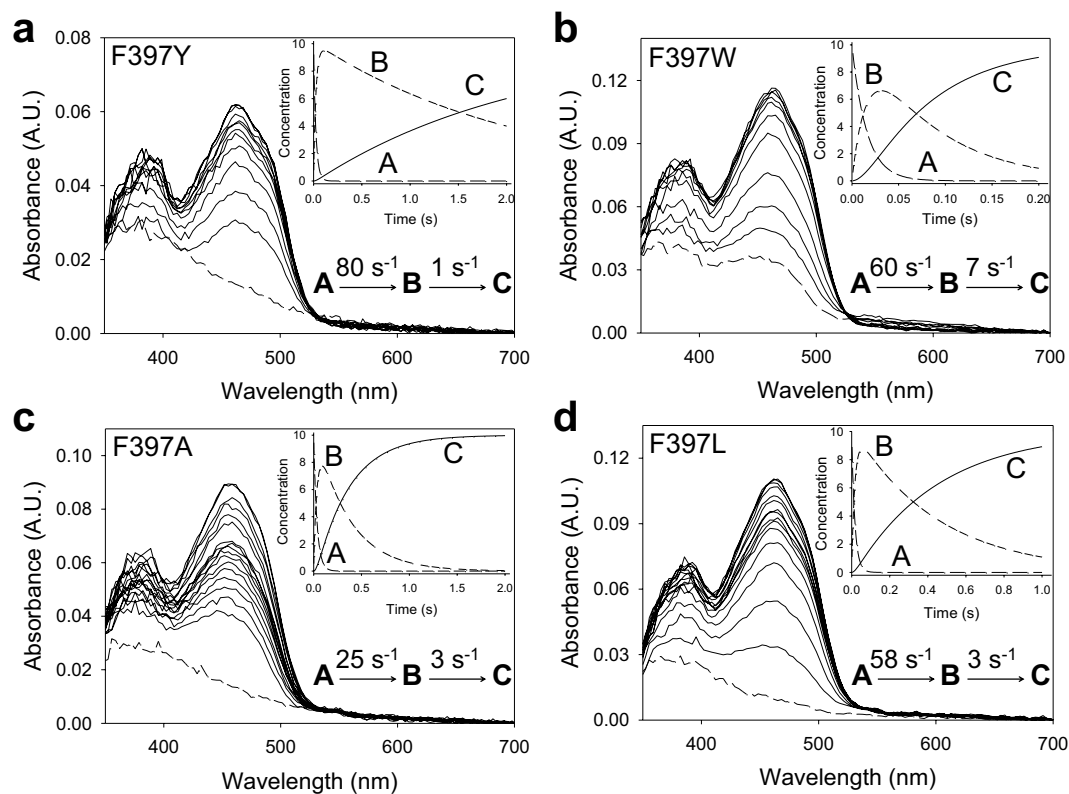 a
F397Y
Absorbance (A.U.)
0.08
0.06
0.04
0.02
0.00
400 500 600 700
Wavelength (nm)
Concentration
10
8
6
4
2
0
0.0 0.5 1.0 1.5 2.0
Time (s)
B
C
A
80 s-1 1 s-1
A B C
b
F397W
Absorbance (A.U.)
0.12
0.09
0.06
0.03
0.00
400 500 600 700
Wavelength (nm)
Concentration
10
8
6
4
2
0
0.00 0.05 0.10 0.15 0.20
Time (s)
B
C
A
60 s-1 7 s-1
A B C
c
F397A
Absorbance (A.U.)
0.10
0.08
0.06
0.04
0.02
0.00
400 500 600 700
Wavelength (nm)
Concentration
10
8
6
4
2
0
0.0 0.5 1.0 1.5 2.0
Time (s)
B
C
A
25 s-1 3 s-1
A B C
d
F397L
Absorbance (A.U.)
0.12
0.09
0.06
0.03
0.00
400 500 600 700
Wavelength (nm)
Concentration
10
8
6
4
2
0
0.0 0.2 0.4 0.6 0.8 1.0
Time (s)
B
C
A
58 s-1 3 s-1
A B C